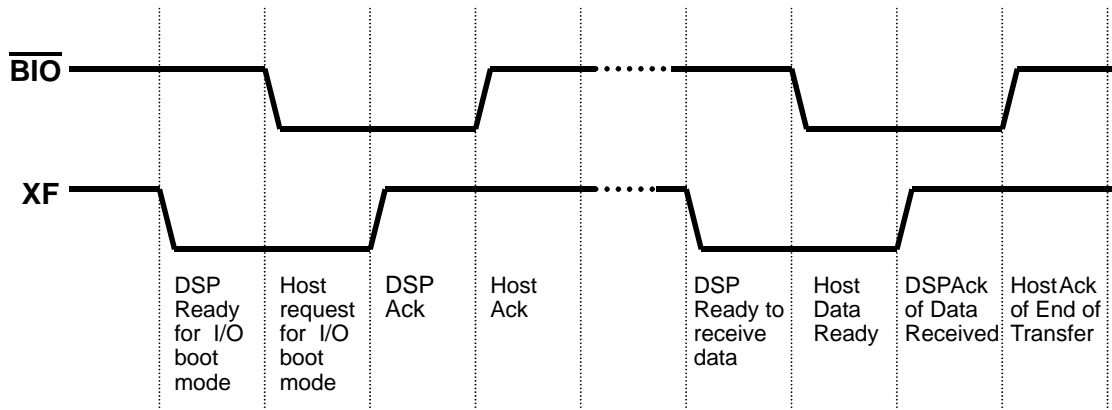 BIO
XF
DSP
Ready
for I/O
boot
mode
Host
request
for I/O
boot
mode
DSP
Ack
Host
Ack
DSP
Ready to
receive
data
Host
Data
Ready
DSPAck
of Data
Received
HostAck
of End of
Transfer